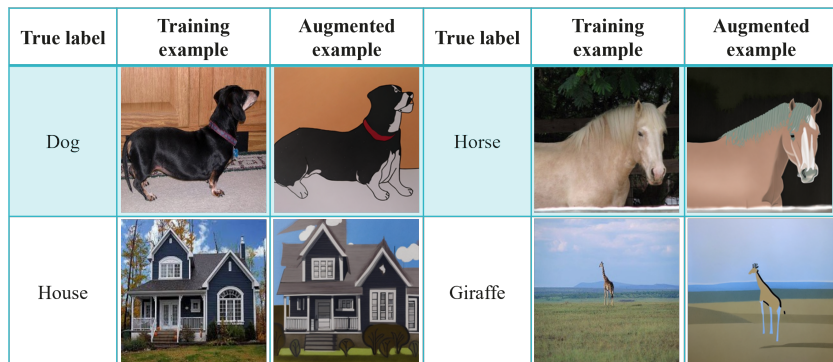 True label
Training
example
Augmented
example
True label
Training
example
Augmented
example
Dog
Horse
House
Giraffe